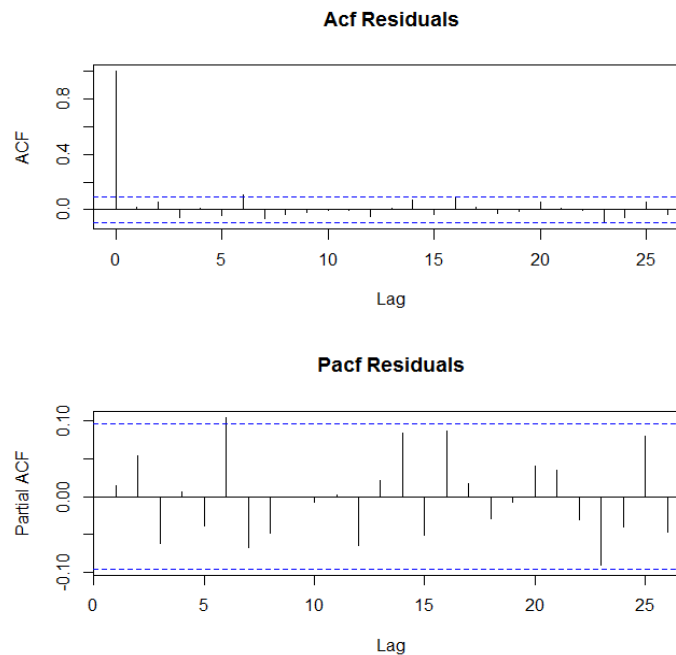 Acf Residuals
ACF
0.8
0.4
0.0
0 5 10 15 20 25
Lag
Pacf Residuals
Partial ACF
0.10
0.00
-0.10
0 5 10 15 20 25
Lag